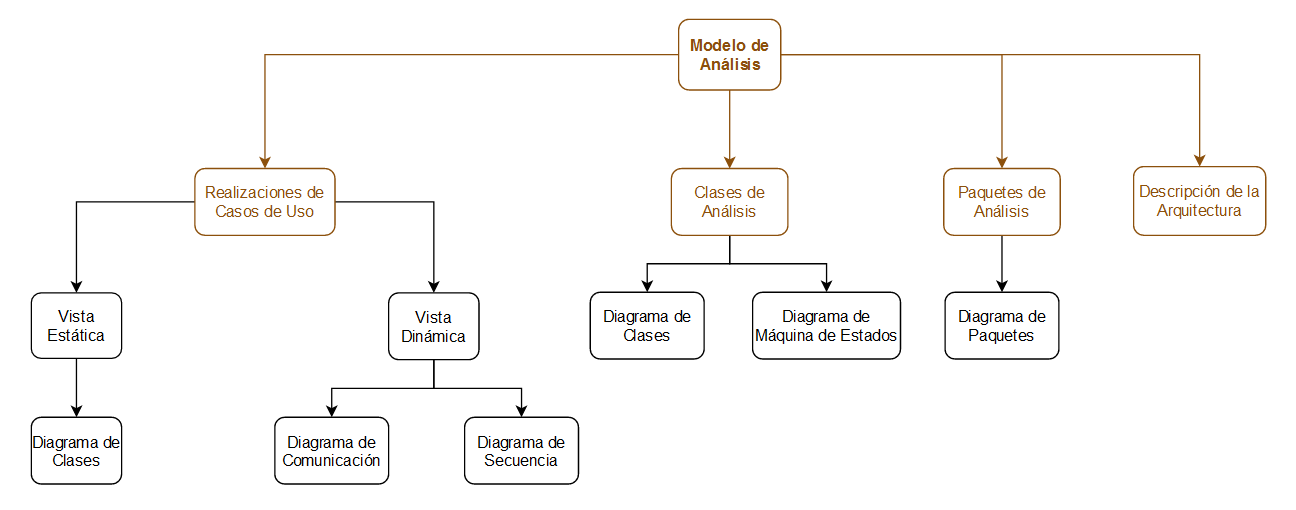 Modelo de
Análisis
Realizaciones de
Casos de Uso
Clases de
Análisis
Paquetes de
Análisis
Descripción de la
Arquitectura
Vista
Estática
Vista
Dinámica
Diagrama de
Clases
Diagrama de
Máquina de Estados
Diagrama de
Paquetes
Diagrama de
Clases
Diagrama de
Comunicación
Diagrama de
Secuencia